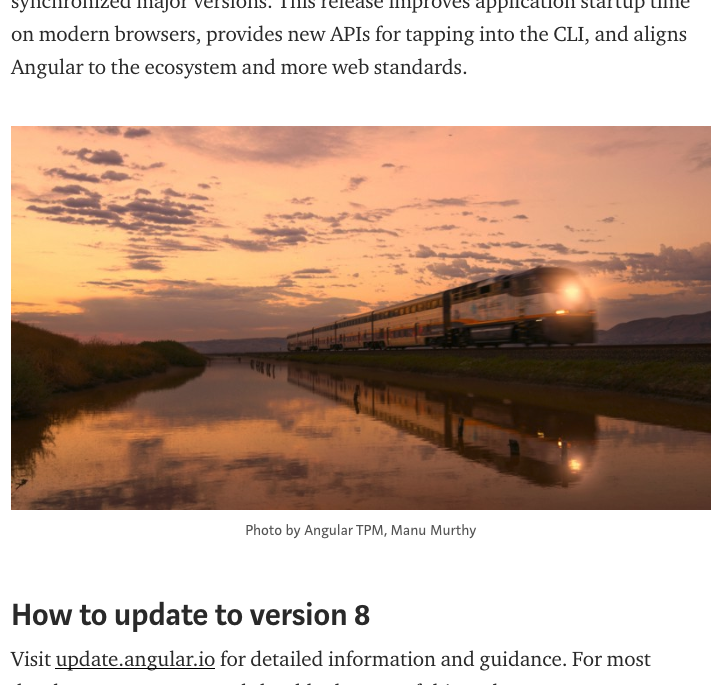 synchronized major versions. This release improves application startup time
on modern browsers, provides new APIs for tapping into the CLI, and aligns
Angular to the ecosystem and more web standards.
Photo by Angular TPM, Manu Murthy
How to update to version 8
Visit update.angular.io for detailed information and guidance. For most